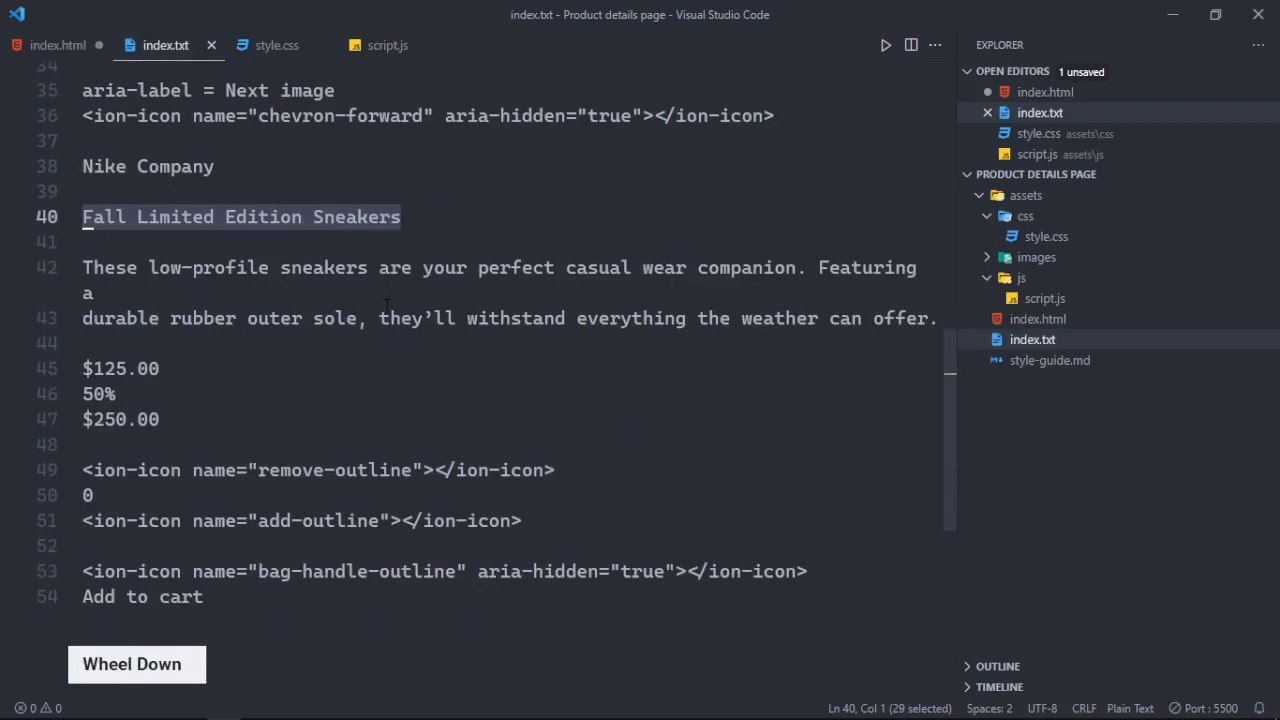 index.txt - Product details page - Visual Studio Code
index.html
index.txt
style.css
JS script.js
34
35 aria-label = Next image
36 <ion-icon name="chevron-forward" aria-hidden="true"></ion-icon>
37
38 Nike Company
39
40 Fall Limited Edition Sneakers
41
42 These low-profile sneakers are your perfect casual wear companion. Featuring
a
43 durable rubber outer sole, they’ll withstand everything the weather can offer.
44
45 $125.00
46 50%
47 $250.00
48
49 <ion-icon name="remove-outline"></ion-icon>
50 0
51 <ion-icon name="add-outline"></ion-icon>
52
53 <ion-icon name="bag-handle-outline" aria-hidden="true"></ion-icon>
54 Add to cart
Wheel Down
EXPLORER
OPEN EDITORS 1 unsaved
index.html
index.txt
style.css assets\css
JS script.js assets\js
PRODUCT DETAILS PAGE
assets
css
style.css
images
js
JS script.js
index.html
index.txt
style-guide.md
OUTLINE
TIMELINE
0 0
Ln 40, Col 1 (29 selected) Spaces: 2 UTF-8 CRLF Plain Text Port : 5500